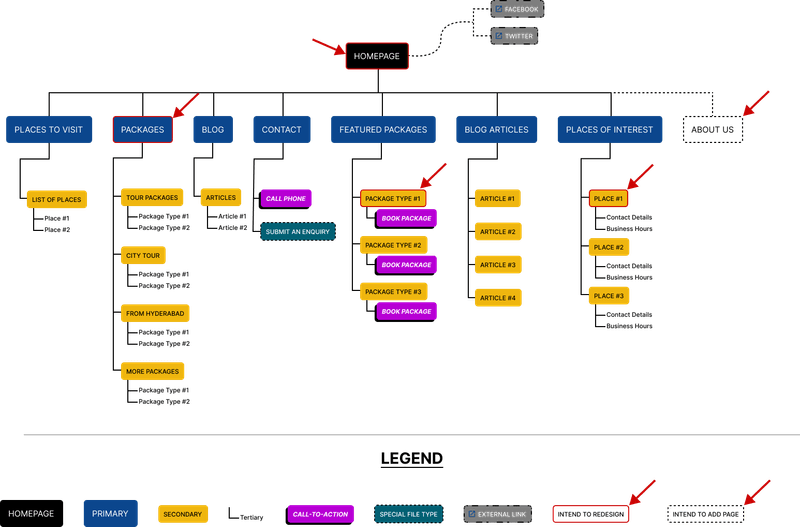 FACEBOOK
TWITTER
HOMEPAGE
PLACES TO VISIT
PACKAGES
BLOG
CONTACT
FEATURED PACKAGES
BLOG ARTICLES
PLACES OF INTEREST
ABOUT US
LIST OF PLACES
Place #1
Place #2
TOUR PACKAGES
Package Type #1
Package Type #2
CITY TOUR
Package Type #1
Package Type #2
FROM HYDERABAD
Package Type #1
Package Type #2
MORE PACKAGES
Package Type #1
Package Type #2
ARTICLES
Article #1
Article #2
CALL PHONE
SUBMIT AN ENQUIRY
PACKAGE TYPE #1
BOOK PACKAGE
PACKAGE TYPE #2
BOOK PACKAGE
PACKAGE TYPE #3
BOOK PACKAGE
ARTICLE #1
ARTICLE #2
ARTICLE #3
ARTICLE #4
PLACE #1
Contact Details
Business Hours
PLACE #2
Contact Details
Business Hours
PLACE #3
Contact Details
Business Hours
LEGEND
HOMEPAGE
PRIMARY
SECONDARY
Tertiary
CALL-TO-ACTION
SPECIAL FILE TYPE
EXTERNAL LINK
INTEND TO REDESIGN
INTEND TO ADD PAGE